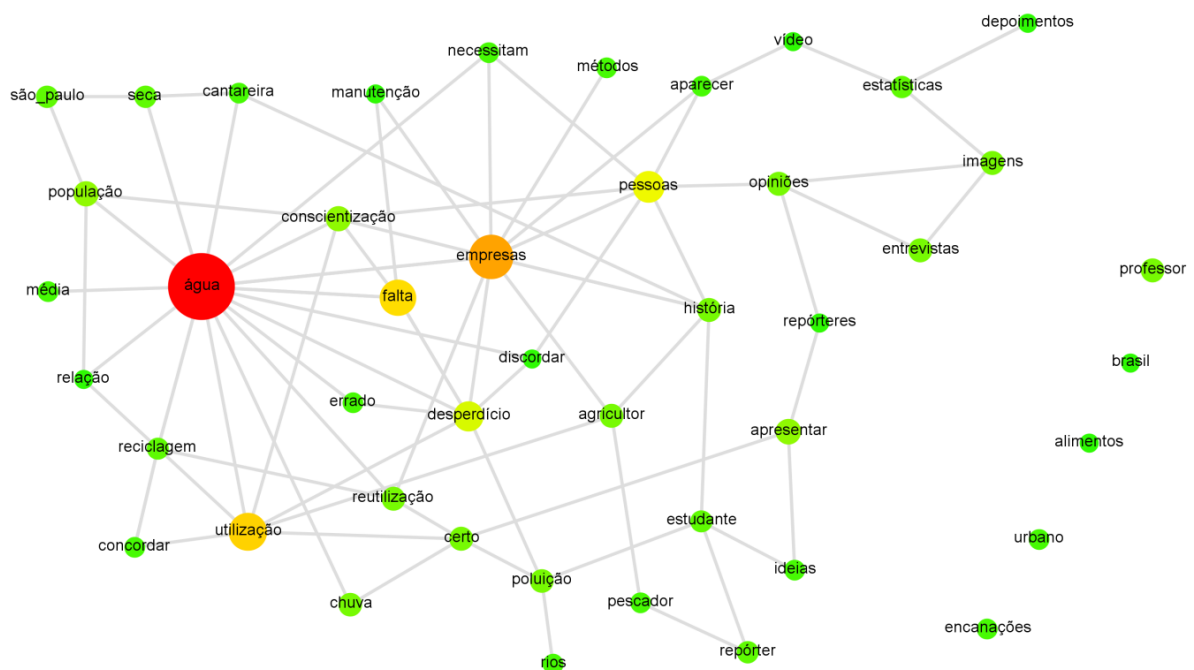 depoimentos
vídeo
necessitam
métodos
aparecer
estatísticas
são_paulo
seca
cantareira
manutenção
imagens
população
pessoas
opiniões
conscientização
entrevistas
empresas
professor
água
média
falta
história
repórteres
discordar
brasil
relação
errado
desperdício
agricultor
apresentar
alimentos
reciclagem
reutilização
utilização
certo
estudante
urbano
concordar
poluição
ideias
chuva
pescador
encanações
repórter
rios